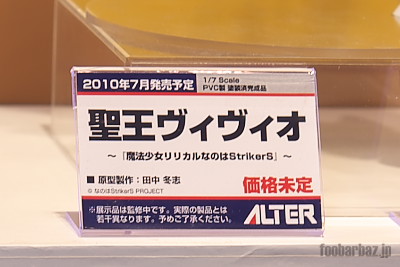 2010年7月発売予定
1/7 Scale
PVC製 塗装済完成品
聖王ヴィヴィオ
～『魔法少女リリカルなのはStrikerS』～
■原型製作：田中 冬志
© なのはStrikerS PROJECT
価格未定
※展示品は監修中です。実際の製品とは
若干異なります。予めご了承ください。
ALTER
foobarbaz.jp